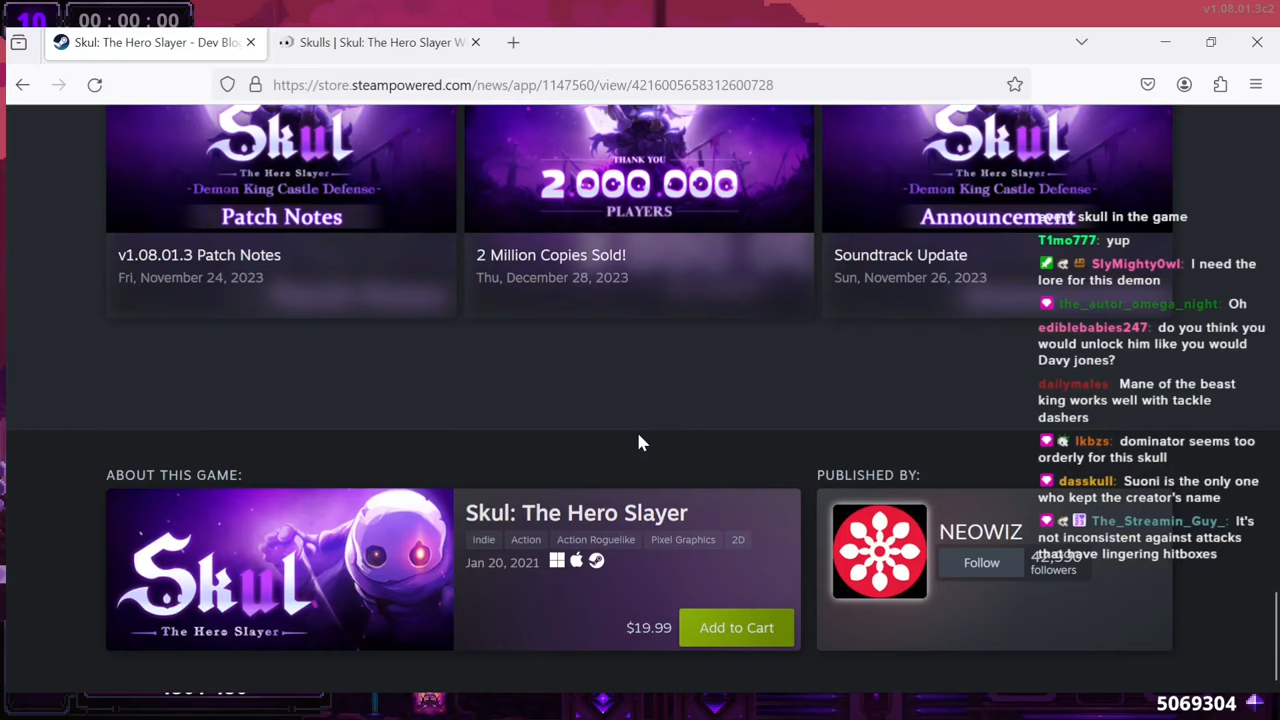 10
00 : 00 : 00
v1.08.01.3c2
Skul: The Hero Slayer - Dev Blo
Skulls | Skul: The Hero Slayer W
https://store.steampowered.com/news/app/1147560/view/4216005658312600728
Skul
The Hero Slayer
-Demon King Castle Defense-
Patch Notes
v1.08.01.3 Patch Notes
Fri, November 24, 2023
THANK YOU
2.000.000
PLAYERS
2 Million Copies Sold!
Thu, December 28, 2023
Skul
The Hero Slayer
-Demon King Castle Defense-
Announcement
Soundtrack Update
Sun, November 26, 2023
skull in the game
T1mo777: yup
SlyMightyOwl: I need the
lore for this demon
the_autor_omega_night: Oh
ediblebabies247: do you think you
would unlock him like you would
Davy jones?
dailymales: Mane of the beast
king works well with tackle
dashers
lkbzs: dominator seems too
orderly for this skull
dasskull: Suoni is the only one
who kept the creator's name
The_Streamin_Guy_: It's
not inconsistent against attacks
that have lingering hitboxes
ABOUT THIS GAME:
Skul
The Hero Slayer
Skul: The Hero Slayer
Indie Action Action Roguelike Pixel Graphics 2D
Jan 20, 2021
$19.99
Add to Cart
PUBLISHED BY:
NEOWIZ
Follow
followers
5069304